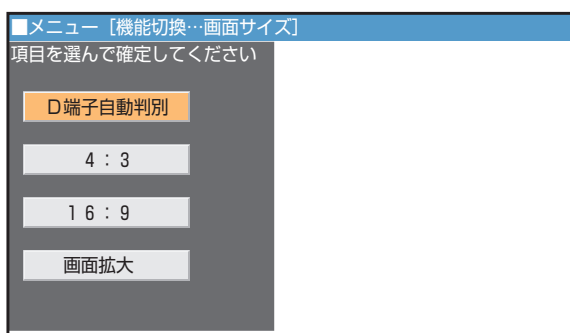 ■メニュー［機能切換…画面サイズ］
項目を選んで確定してください
Ｄ端子自動判別
４：３
１６：９
画面拡大